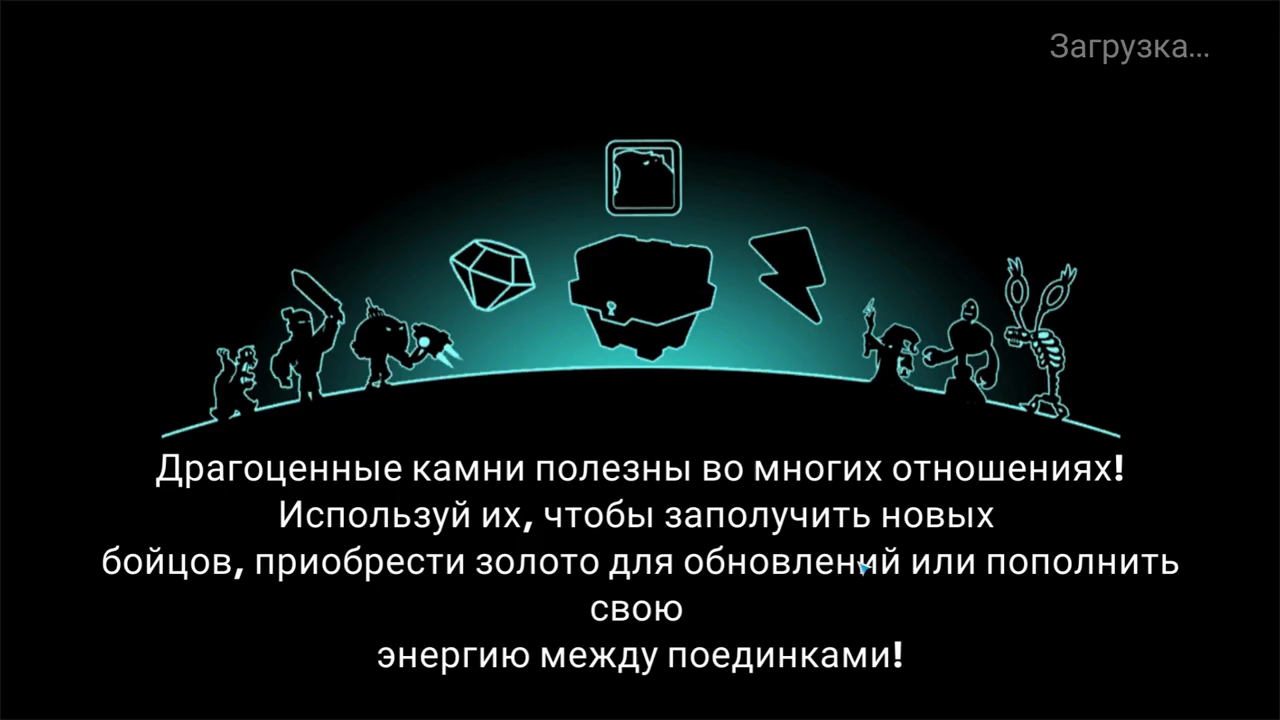 Загрузка...
Драгоценные камни полезны во многих отношениях!
Используй их, чтобы заполучить новых
бойцов, приобрести золото для обновлений или пополнить
свою
энергию между поединками!